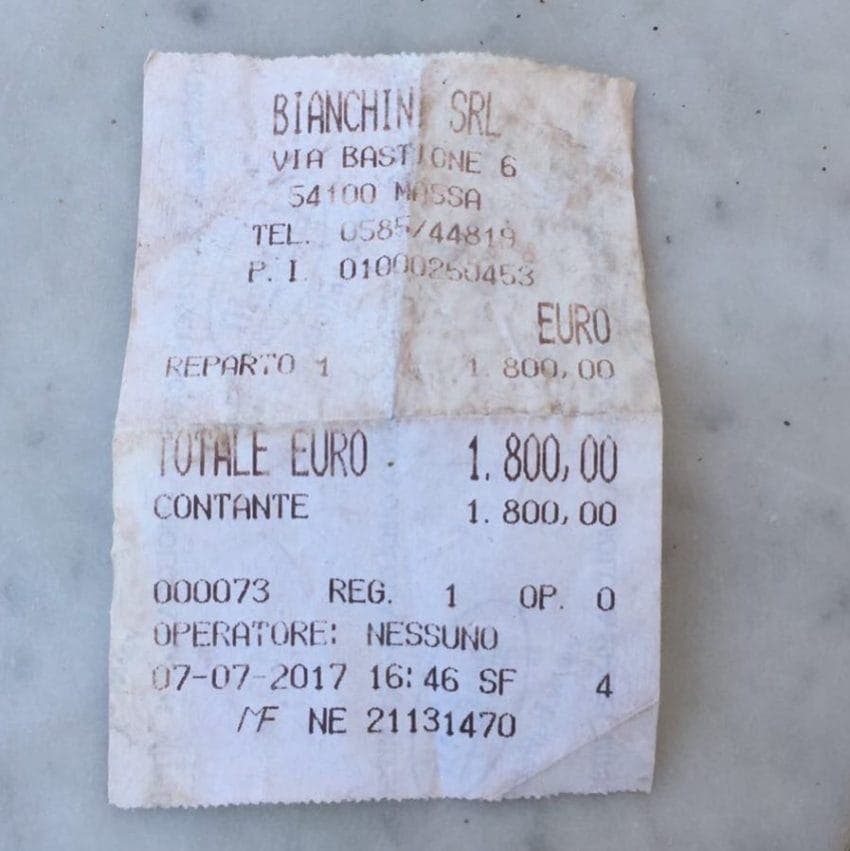 BIANCHINI SRL
VIA BASTIONE 6
54100 MASSA
TEL. 0585/44819
P. I. 01000250453
EURO
REPARTO 1 1.800,00
TOTALE EURO 1.800,00
CONTANTE 1.800,00
000073 REG. 1 OP. 0
OPERATORE: NESSUNO
07-07-2017 16:46 SF 4
MF NE 21131470